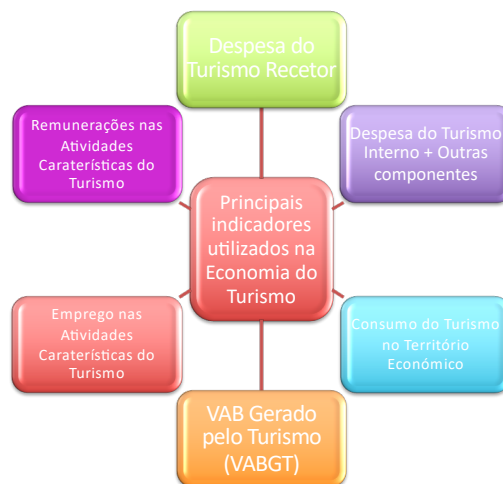 Despesa do
Turismo Recetor
Remunerações nas
Atividades
Caraterísticas do
Turismo
Despesa do Turismo
Interno + Outras
componentes
Principais
indicadores
utilizados na
Economia do
Turismo
Emprego nas
Atividades
Caraterísticas do
Turismo
Consumo do Turismo
no Território
Económico
VAB Gerado
pelo Turismo
(VABGT)